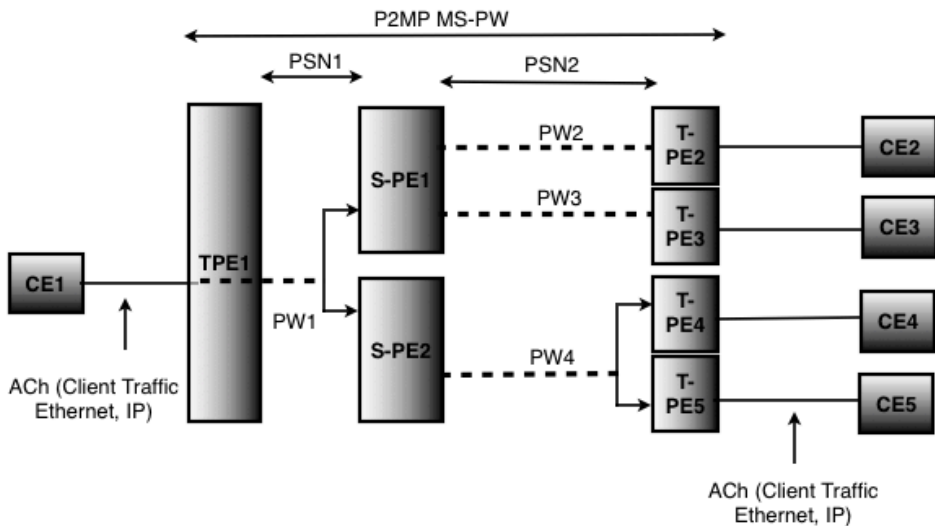 P2MP MS-PW
PSN1
PSN2
PW2
T-
PE2
CE2
S-PE1
PW3
T-
PE3
CE3
TPE1
CE1
PW1
T-
PE4
CE4
S-PE2
PW4
T-
PE5
CE5
ACh (Client Traffic
Ethernet, IP)
ACh (Client Traffic
Ethernet, IP)